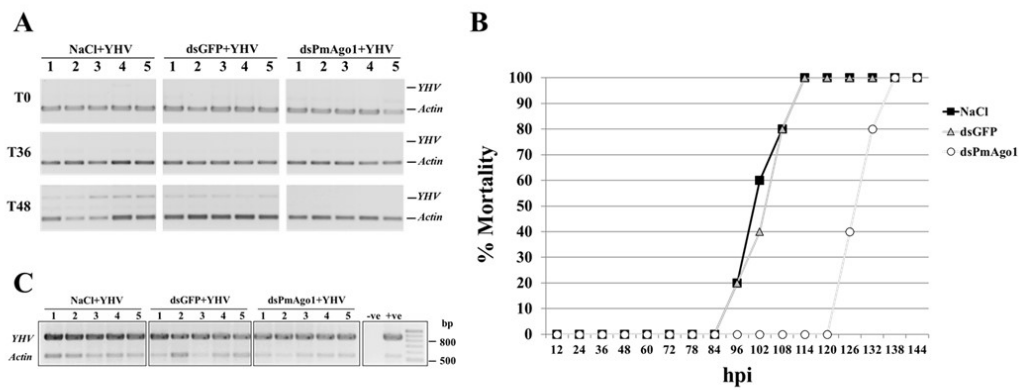 A
NaCl+YHV dsGFP+YHV dsPmAgo1+YHV
1 2 3 4 5 1 2 3 4 5 1 2 3 4 5
T0
YHV
Actin
T36
YHV
Actin
T48
YHV
Actin
B
% Mortality
100
90
80
70
60
50
40
30
20
10
0
12 24 36 48 60 72 78 84 96 102 108 114 120 126 132 138 144
hpi
NaCl
dsGFP
dsPmAgo1
C
NaCl+YHV dsGFP+YHV dsPmAgo1+YHV
1 2 3 4 5 1 2 3 4 5 1 2 3 4 5 -ve +ve
bp
YHV
800
Actin
500